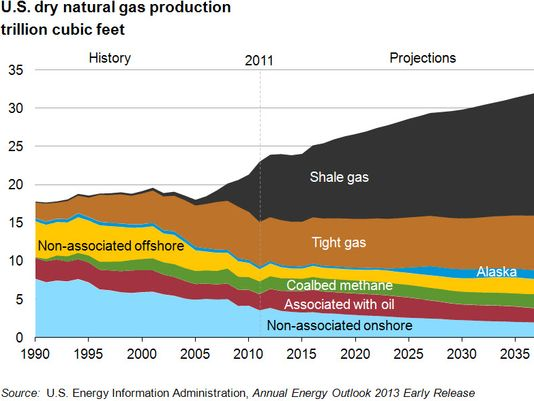 U.S. dry natural gas production
trillion cubic feet
History
2011
Projections
35
30
25
20
15
10
5
0
Shale gas
Tight gas
Non-associated offshore
Alaska
Coalbed methane
Associated with oil
Non-associated onshore
1990
1995
2000
2005
2010
2015
2020
2025
2030
2035
Source: U.S. Energy Information Administration, Annual Energy Outlook 2013 Early Release